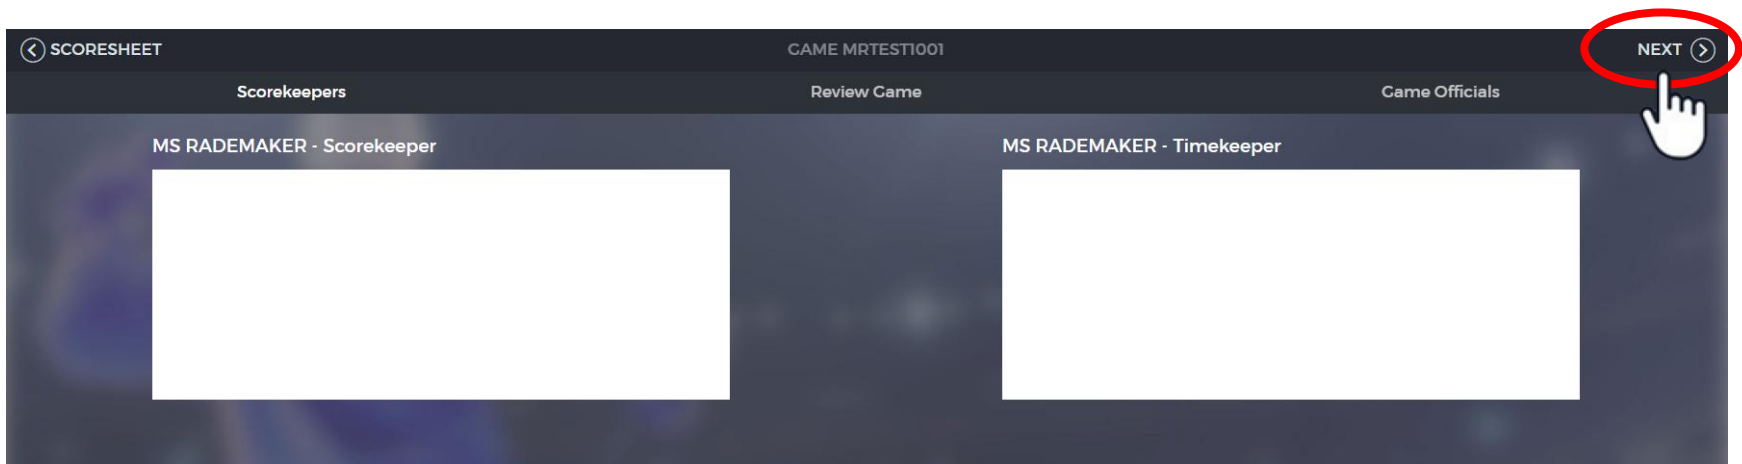 SCORESHEET
GAME MRTEST1001
NEXT
Scorekeepers
Review Game
Game Officials
MS RADEMAKER - Scorekeeper
MS RADEMAKER - Timekeeper